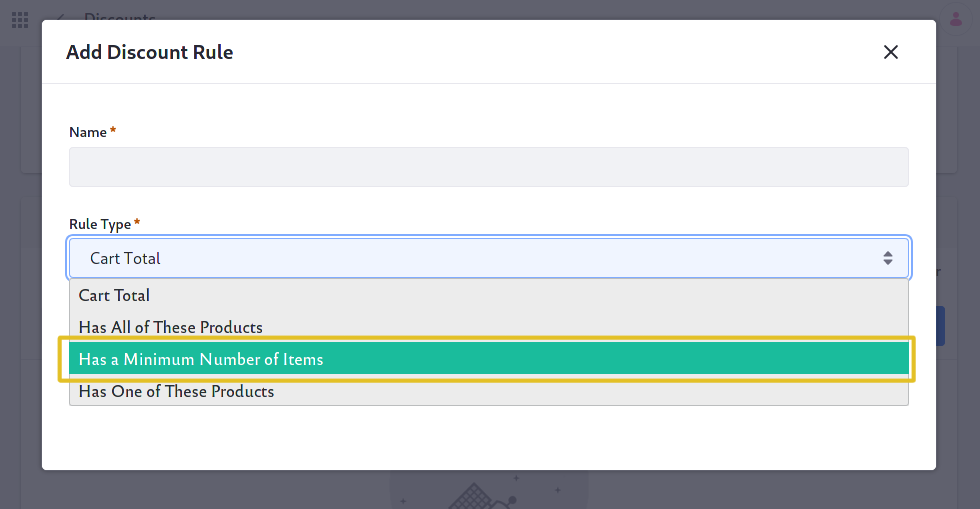 Discounts
Add Discount Rule
Name *
Rule Type *
Cart Total
Cart Total
Has All of These Products
Has a Minimum Number of Items
Has One of These Products